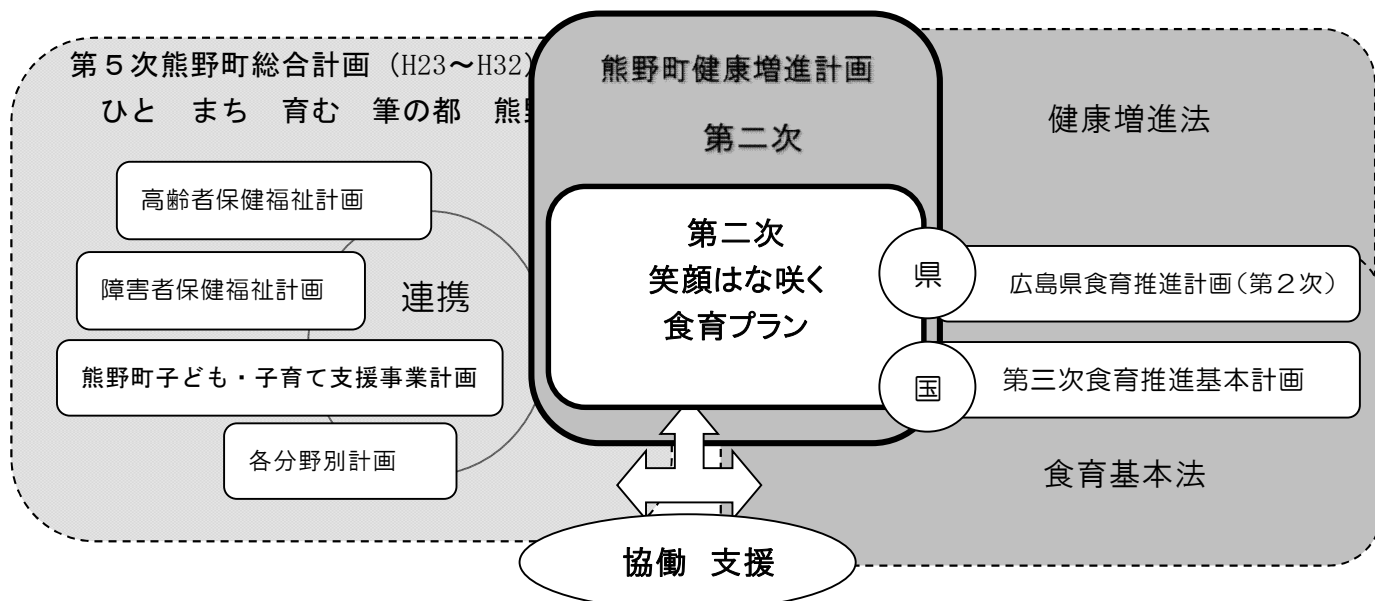 第５次熊野町総合計画（H23～H32）
ひと　まち　育む　筆の都　熊
高齢者保健福祉計画
障害者保健福祉計画
連携
熊野町子ども・子育て支援事業計画
各分野別計画
熊野町健康増進計画
第二次
第二次
笑顔はな咲く
食育プラン
健康増進法
県
広島県食育推進計画（第２次）
国
第三次食育推進基本計画
食育基本法
協働　支援